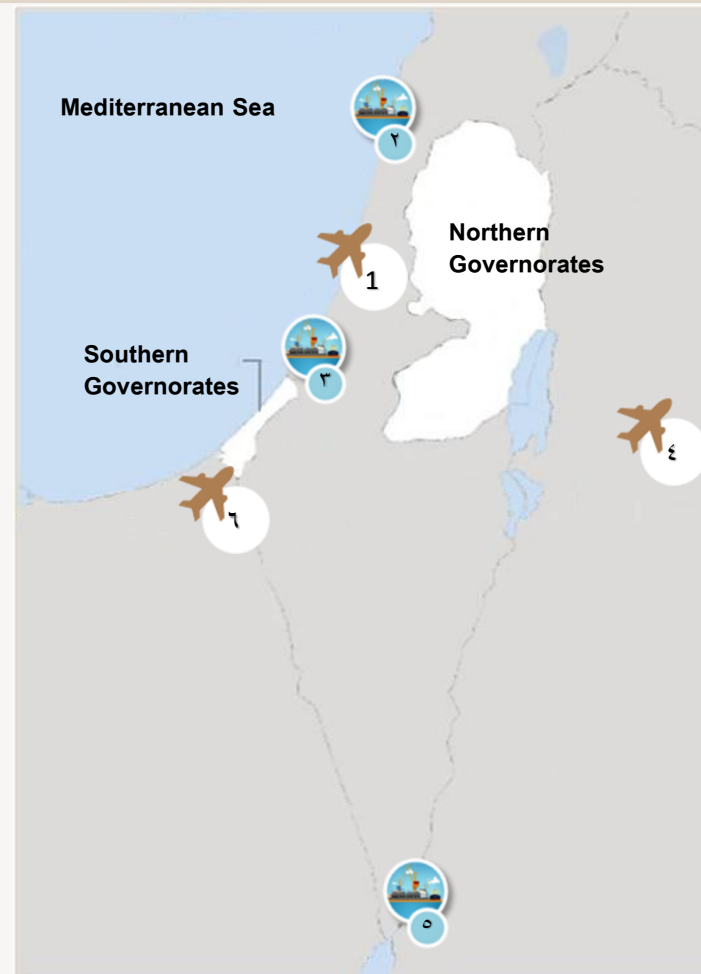 Mediterranean Sea
٢
Northern
Governorates
1
Southern
Governorates
٣
٤
٦
٥